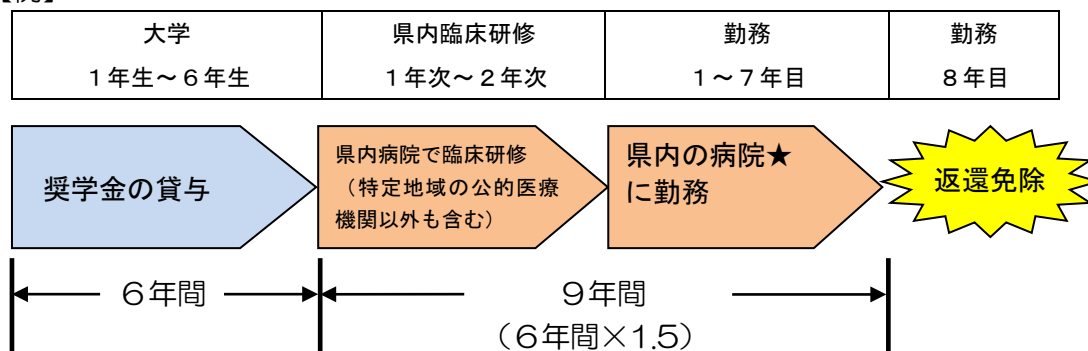 大学
県内臨床研修
勤務
勤務
1年生～6年生
1年次～2年次
1～7年目
8年目
奨学金の貸与
県内病院で臨床研修
（特定地域の公的医療
機関以外も含む）
県内の病院★
に勤務
返還免除
6年間
9年間
（6年間×1.5）